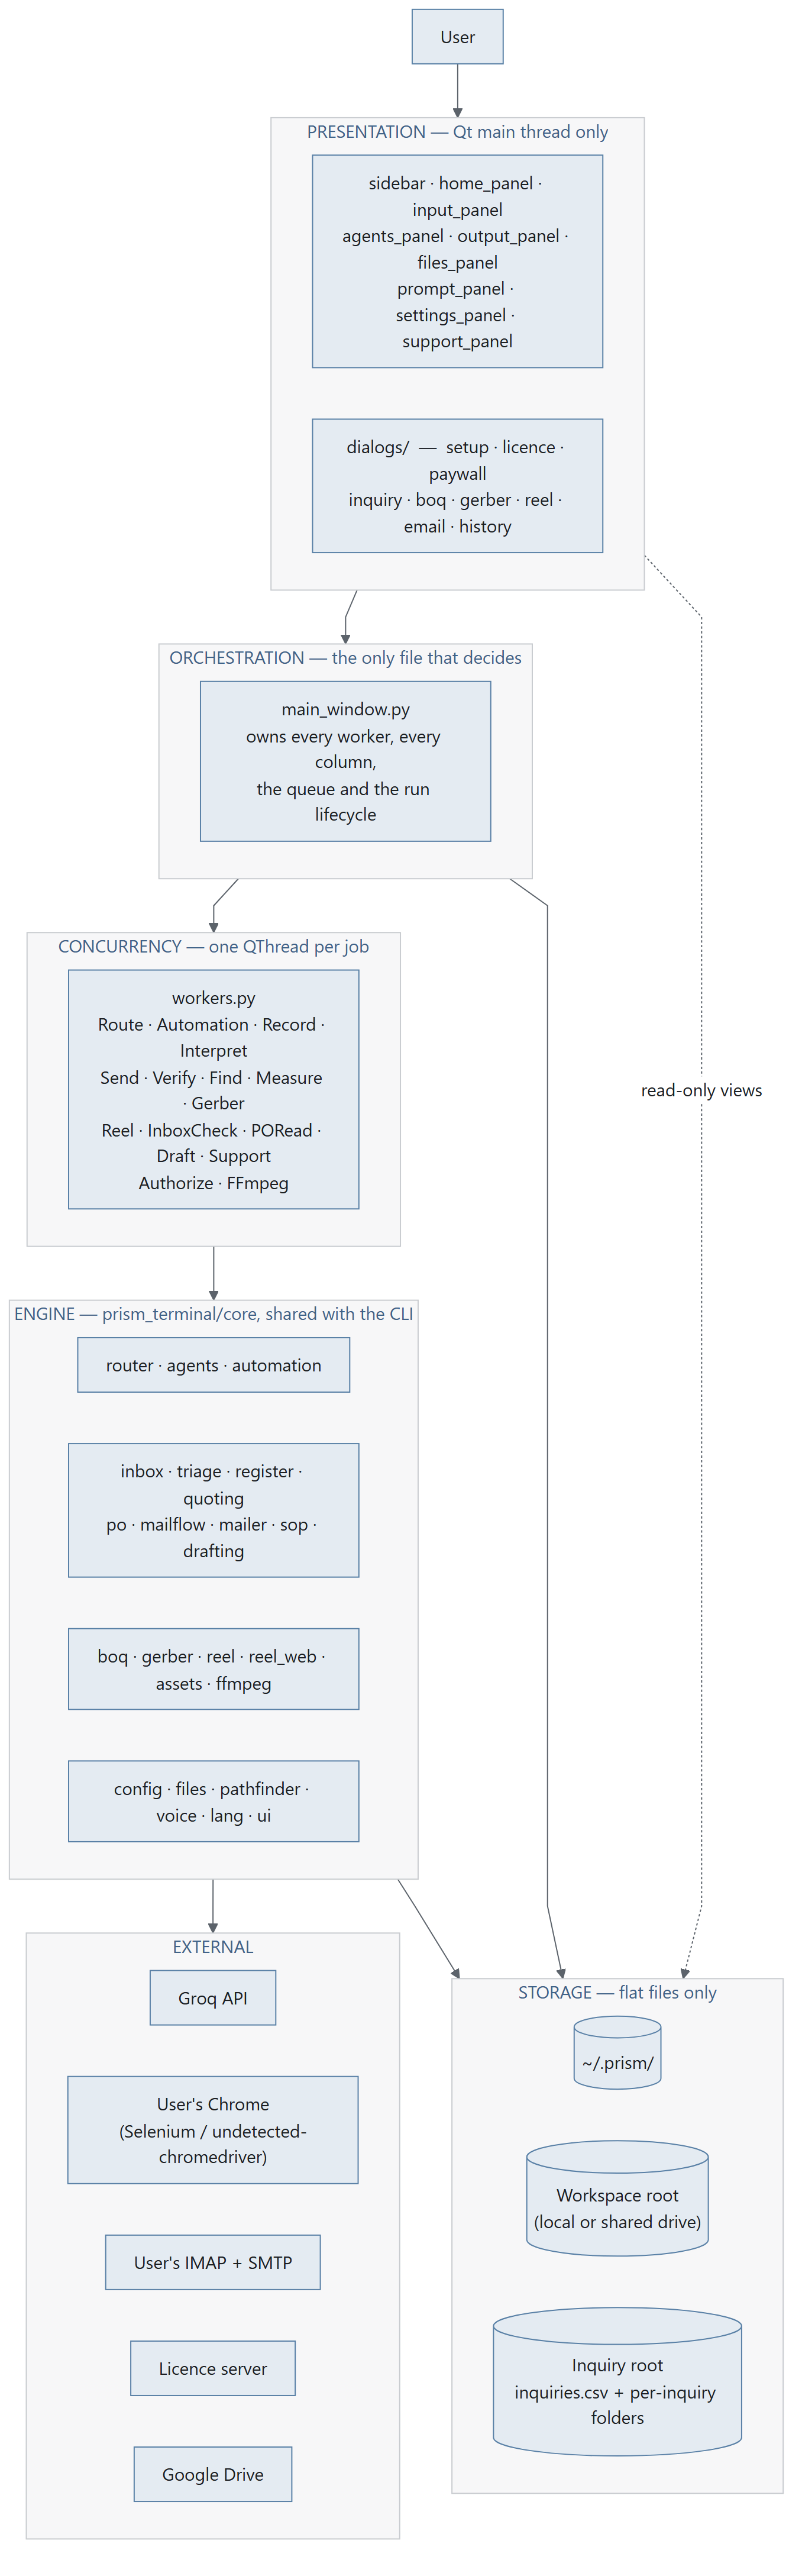 User
PRESENTATION — Qt main thread only
sidebar · home_panel ·
input_panel
agents_panel · output_panel ·
files_panel
prompt_panel ·
settings_panel ·
support_panel
dialogs/ — setup · licence ·
paywall
inquiry · boq · gerber · reel ·
email · history
ORCHESTRATION — the only file that decides
main_window.py
owns every worker, every
column,
the queue and the run
lifecycle
CONCURRENCY — one QThread per job
workers.py
Route · Automation · Record ·
Interpret
Send · Verify · Find · Measure
· Gerber
Reel · InboxCheck · PORead ·
Draft · Support
Authorize · FFmpeg
read-only views
ENGINE — prism_terminal/core, shared with the CLI
router · agents · automation
inbox · triage · register ·
quoting
po · mailflow · mailer · sop ·
drafting
boq · gerber · reel · reel_web ·
assets · ffmpeg
config · files · pathfinder ·
voice · lang · ui
EXTERNAL
Groq API
User's Chrome
(Selenium / undetected-
chromedriver)
User's IMAP + SMTP
Licence server
Google Drive
STORAGE — flat files only
~/.prism/
Workspace root
(local or shared drive)
Inquiry root
inquiries.csv + per-inquiry
folders